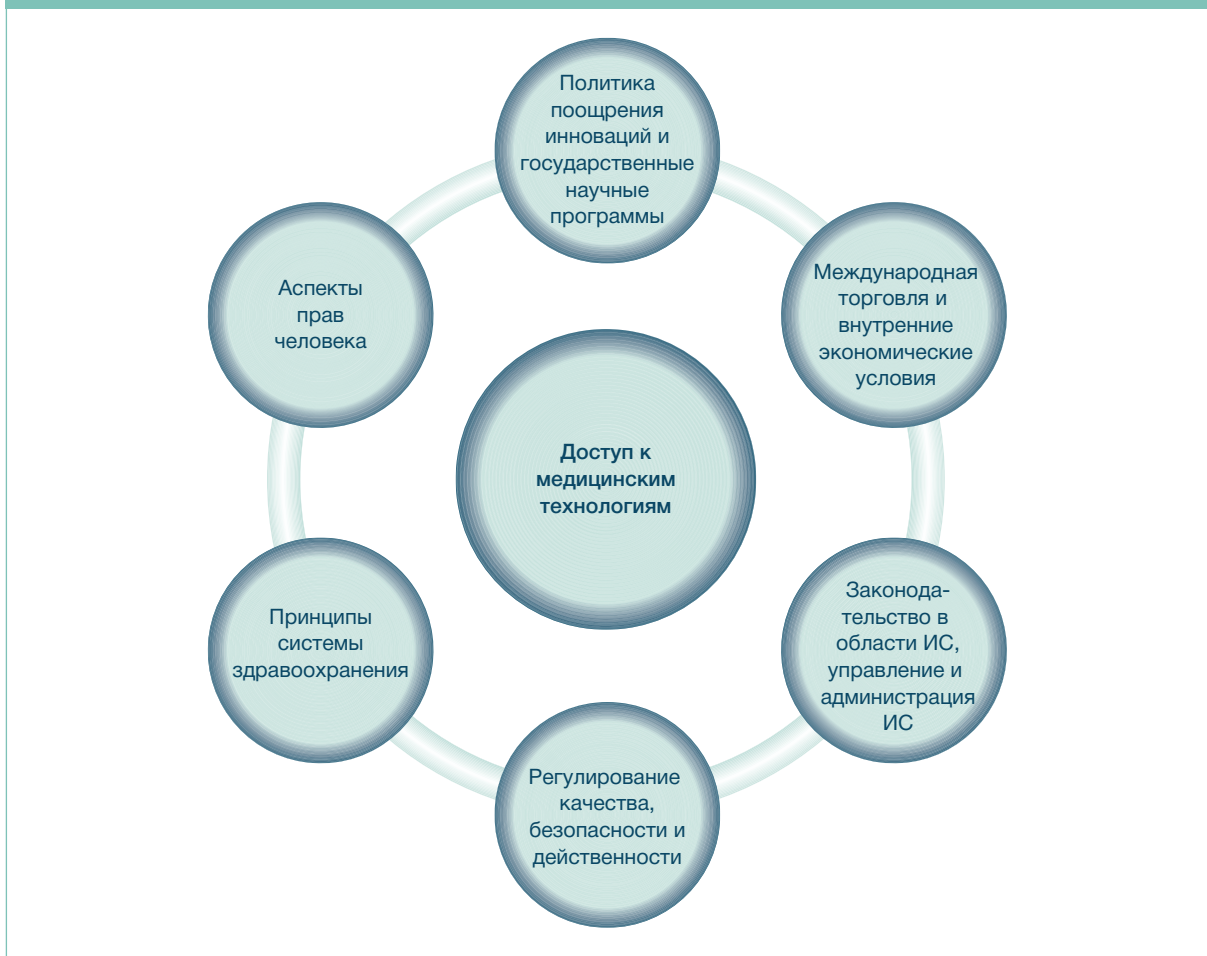 Политика
поощрения
инноваций и
государственные
научные
программы
Международная
торговля и
внутренние
экономические
условия
Законода-
тельство в
области ИС,
управление и
администрация
ИС
Регулирование
качества,
безопасности и
действенности
Принципы
системы
здравоохранения
Аспекты
прав
человека
Доступ к
медицинским
технологиям